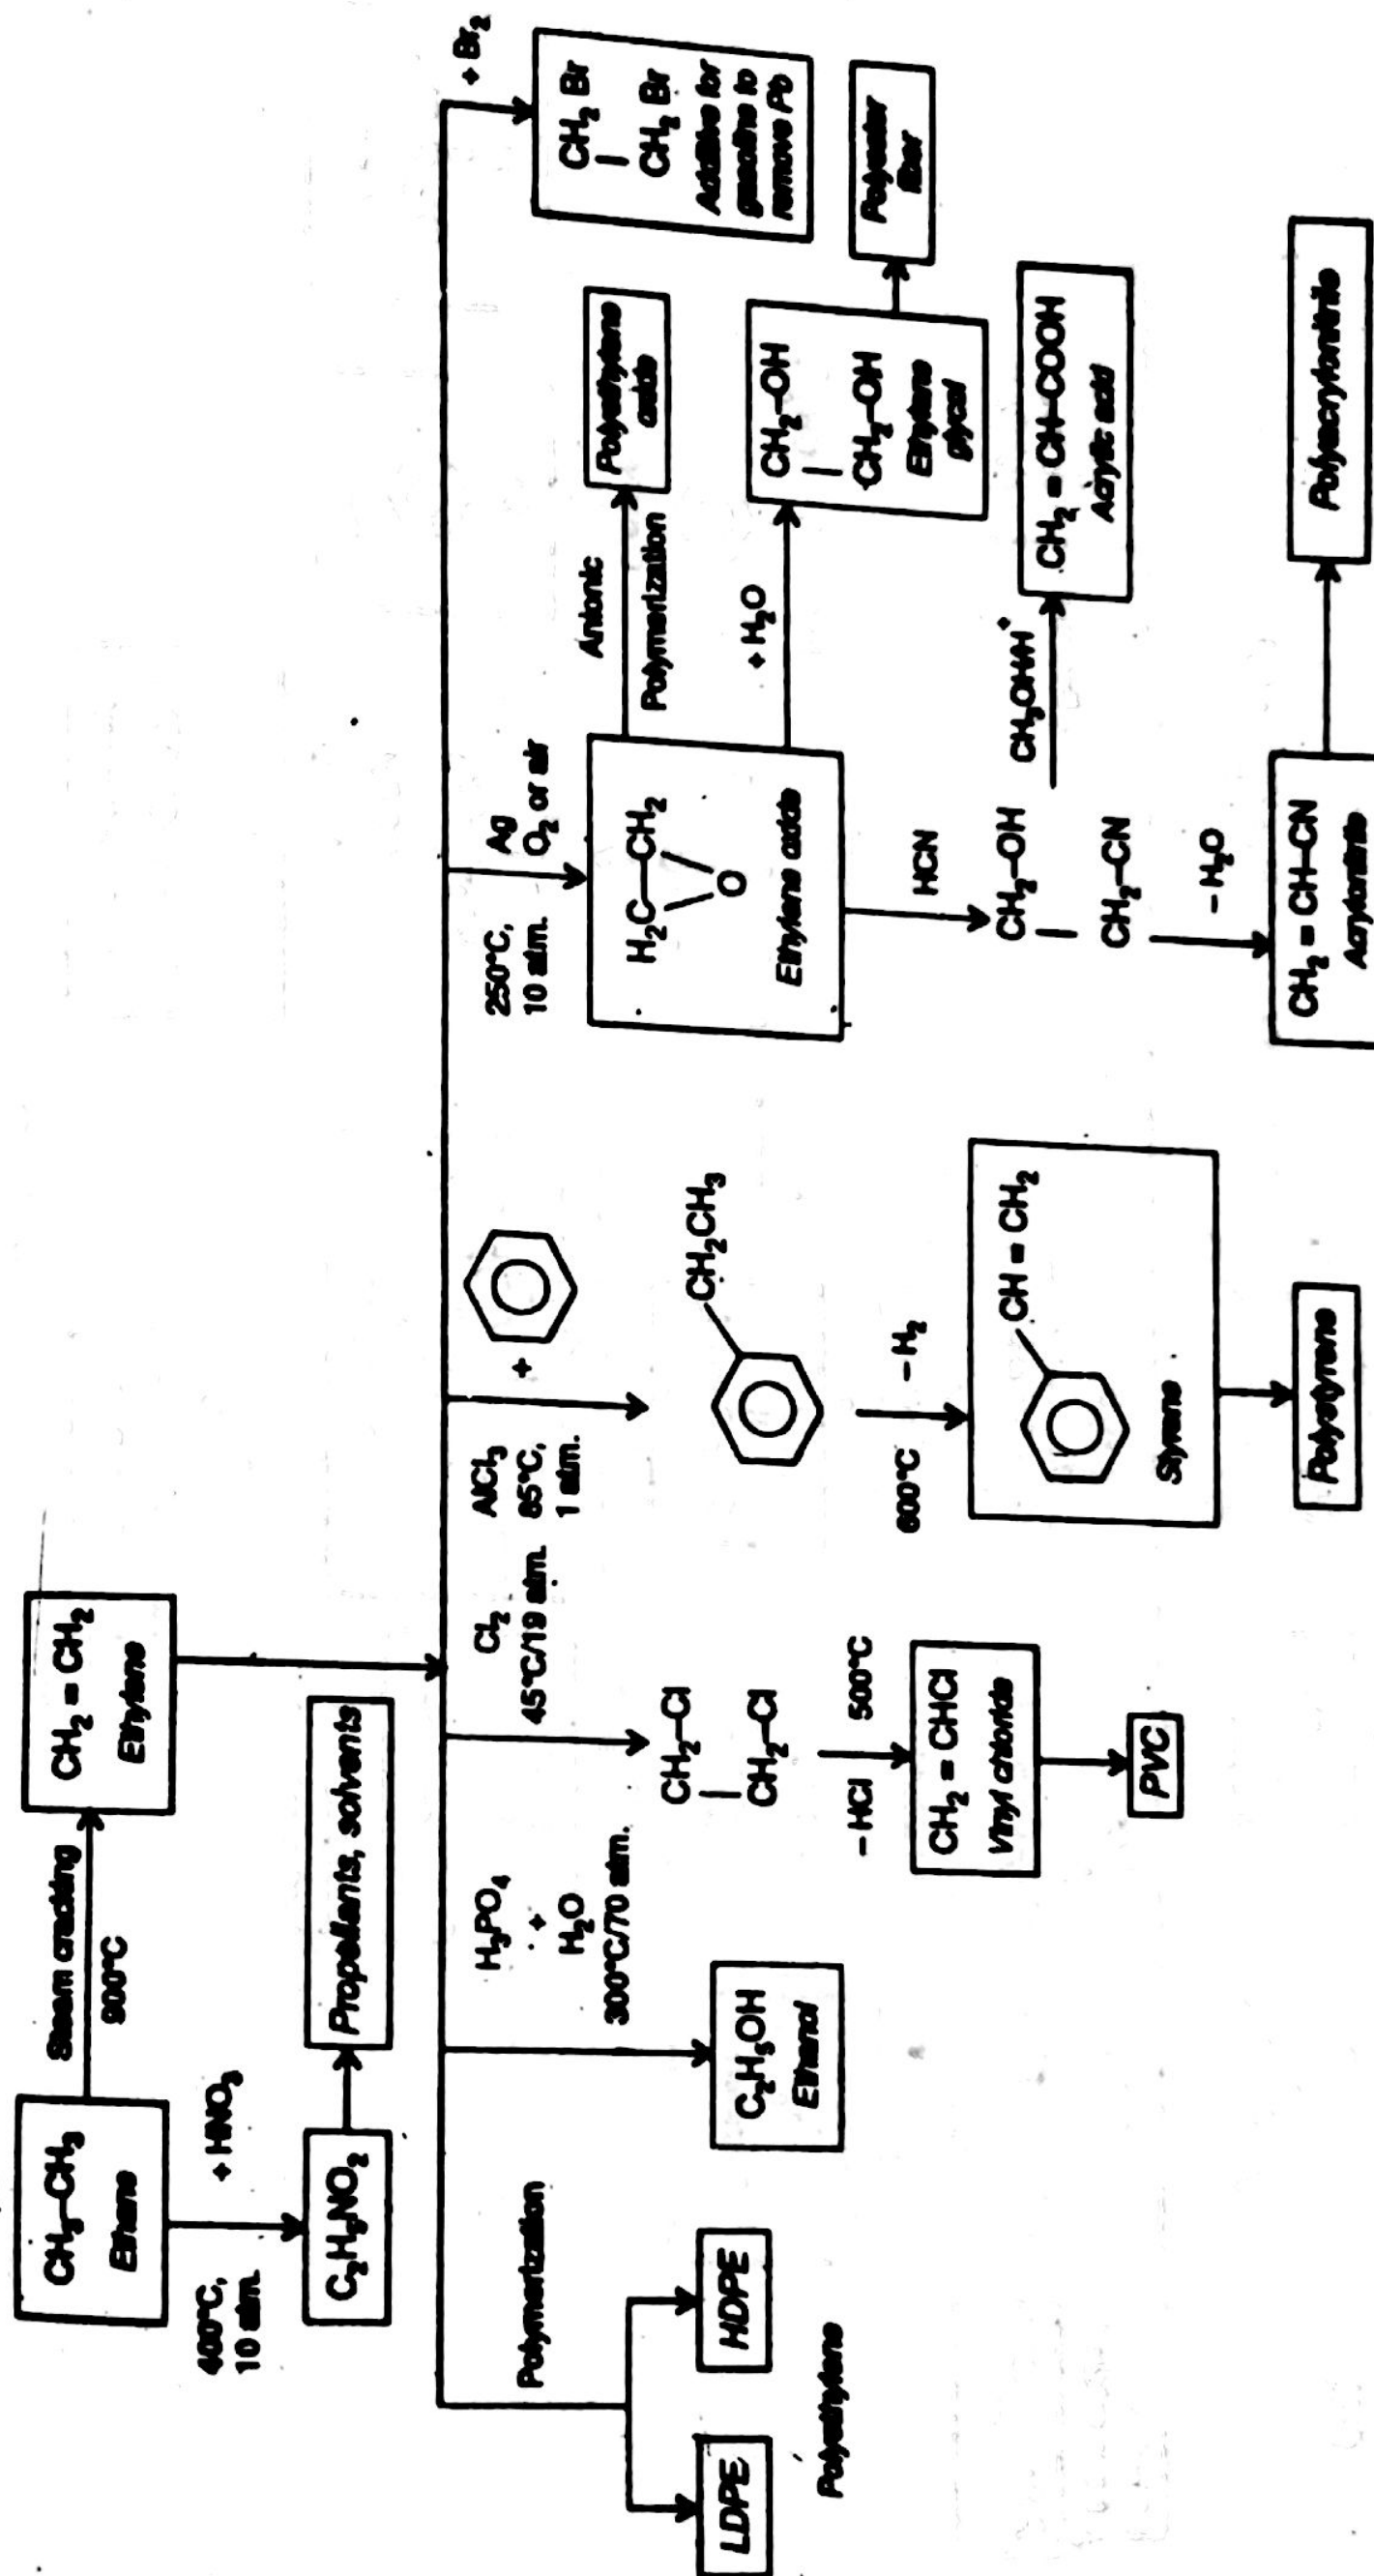 CH₃–CH₃
Ethane
Steam cracking
900°C
CH₂ = CH₂
Ethylene
400°C,
10 atm.
+ HNO₃
C₂H₅NO₂
Propellants, solvents
Polymerization
LDPE
HDPE
Polyethylene
H₃PO₄
+
H₂O
300°C/70 atm.
C₂H₅OH
Ethanol
Cl₂
45°C/19 atm.
CH₂–Cl
|
CH₂–Cl
– HCl 500°C
CH₂ = CHCl
Vinyl chloride
PVC
AlCl₃
85°C,
1 atm.
+
CH₂CH₃
600°C – H₂
CH = CH₂
Styrene
Polystyrene
250°C,
10 atm.
Ag
O₂ or air
H₂C–CH₂
O
Ethylene oxide
Anionic
Polymerization
Polyethylene
oxide
+ H₂O
CH₂–OH
|
CH₂–OH
Ethylene
glycol
Polyester
fiber
HCN
CH₂–OH
|
CH₂–CN
CH₃OH/H⁺
CH₂ = CH–COOH
Acrylic acid
– H₂O
CH₂ = CH–CN
Acrylonitrile
Polyacrylonitrile
+ Br₂
CH₂ Br
|
CH₂ Br
Additive for
gasoline to
remove Pb